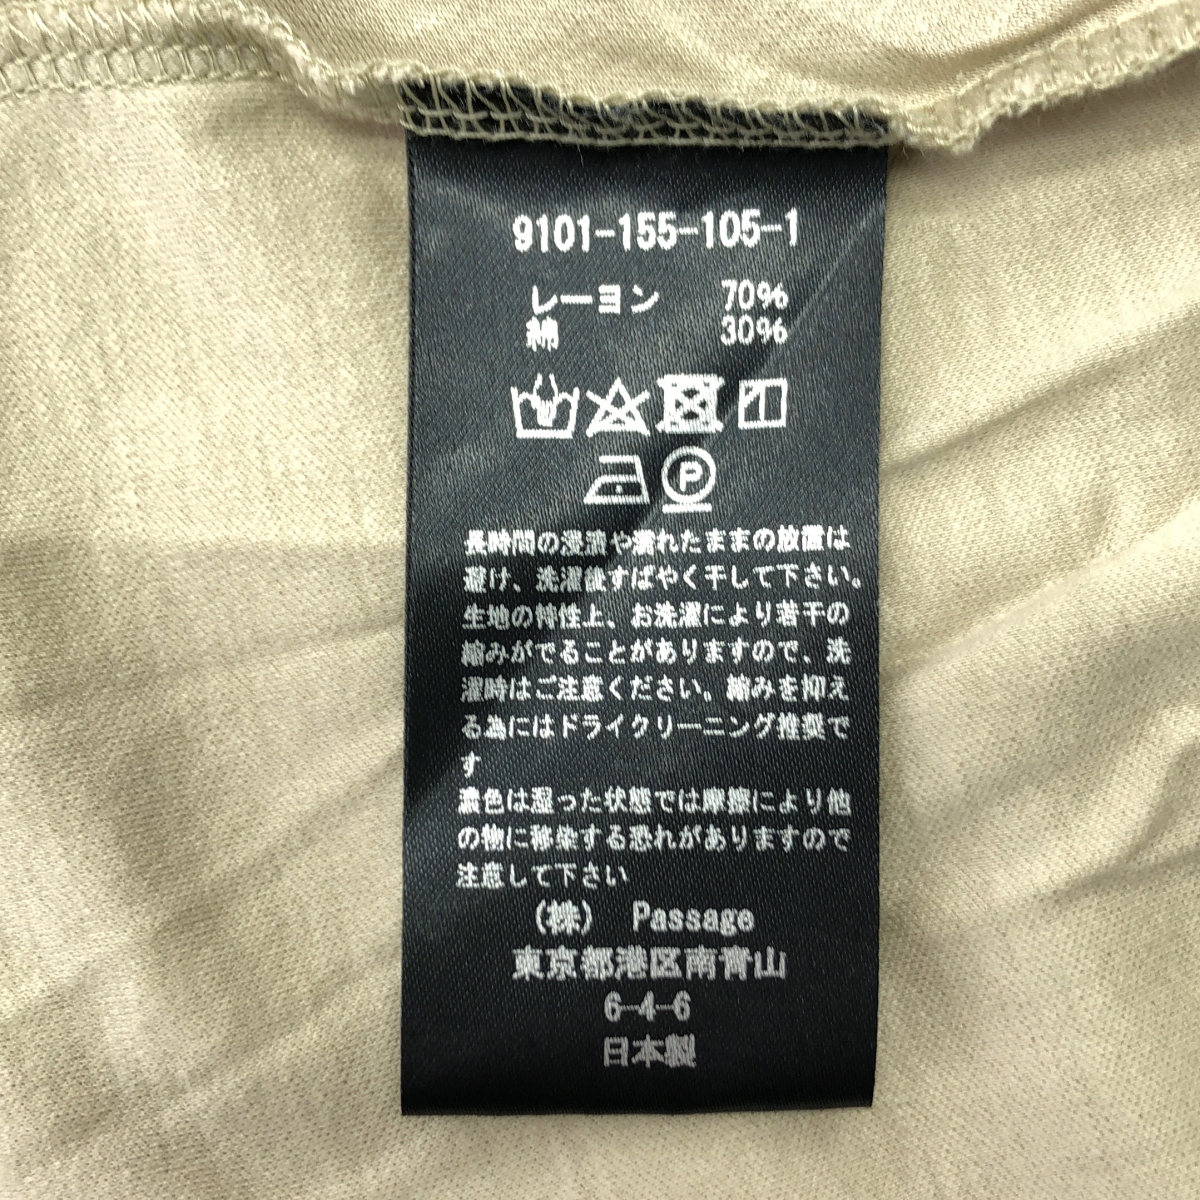 9101-155-105-1
レーヨン 70%
綿 30%
P
長時間の浸漬や濡れたままの放置は
避け、洗濯後すばやく干して下さい。
生地の特性上、お洗濯により若干の
縮みがでることがありますので、洗
濯時はご注意ください。縮みを抑え
る為にはドライクリーニング推奨で
す
濃色は湿った状態では摩擦により他
の物に移染する恐れがありますので
注意して下さい
(株) Passage
東京都港区南青山
6-4-6
日本製